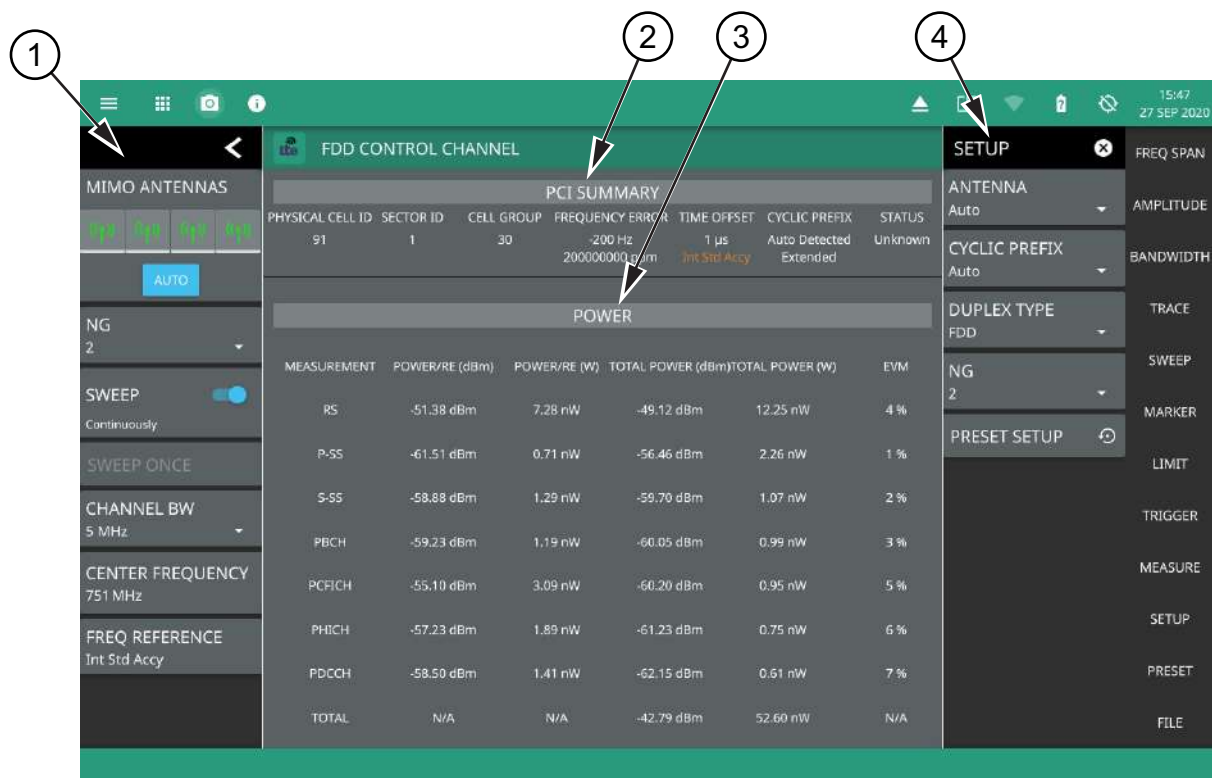 1
2
3
4
15:47
27 SEP 2020
MIMO ANTENNAS
AUTO
NG
2
SWEEP
Continuously
SWEEP ONCE
CHANNEL BW
5 MHz
CENTER FREQUENCY
751 MHz
FREQ REFERENCE
Int Std Accy
lte FDD CONTROL CHANNEL
PCI SUMMARY
PHYSICAL CELL ID SECTOR ID CELL GROUP FREQUENCY ERROR TIME OFFSET CYCLIC PREFIX STATUS
91 1 30 -200 Hz 1 µs Auto Detected Unknown
200000000 ppm Int Std Accy Extended
POWER
MEASUREMENT POWER/RE (dBm) POWER/RE (W) TOTAL POWER (dBm)TOTAL POWER (W) EVM
RS -51.38 dBm 7.28 nW -49.12 dBm 12.25 nW 4 %
P-SS -61.51 dBm 0.71 nW -56.46 dBm 2.26 nW 1 %
S-SS -58.88 dBm 1.29 nW -59.70 dBm 1.07 nW 2 %
PBCH -59.23 dBm 1.19 nW -60.05 dBm 0.99 nW 3 %
PCFICH -55.10 dBm 3.09 nW -60.20 dBm 0.95 nW 5 %
PHICH -57.23 dBm 1.89 nW -61.23 dBm 0.75 nW 6 %
PDCCH -58.50 dBm 1.41 nW -62.15 dBm 0.61 nW 7 %
TOTAL N/A N/A -42.79 dBm 52.60 nW N/A
SETUP
ANTENNA
Auto
CYCLIC PREFIX
Auto
DUPLEX TYPE
FDD
NG
2
PRESET SETUP
FREQ SPAN
AMPLITUDE
BANDWIDTH
TRACE
SWEEP
MARKER
LIMIT
TRIGGER
MEASURE
SETUP
PRESET
FILE